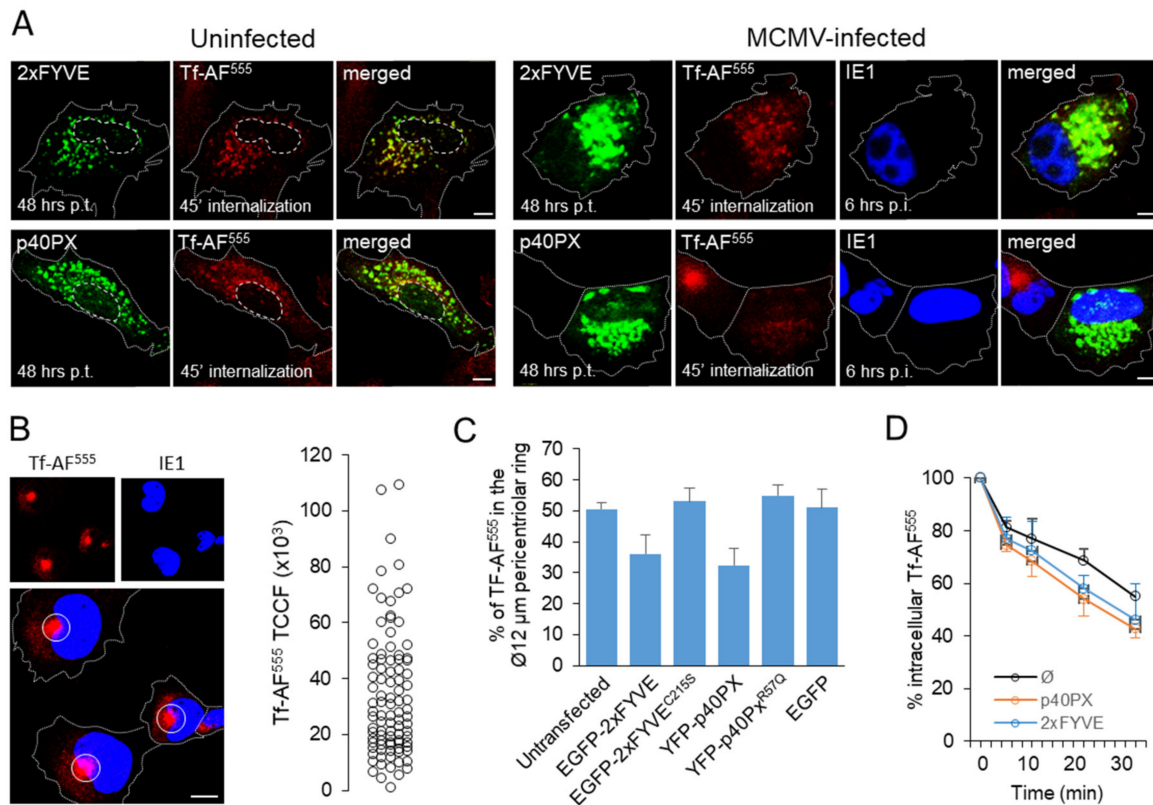 A
Uninfected
MCMV-infected
2xFYVE
Tf-AF555
merged
2xFYVE
Tf-AF555
IE1
merged
48 hrs p.t.
45’ internalization
48 hrs p.t.
45’ internalization
6 hrs p.i.
p40PX
Tf-AF555
merged
p40PX
Tf-AF555
IE1
merged
48 hrs p.t.
45’ internalization
48 hrs p.t.
45’ internalization
6 hrs p.i.
B
Tf-AF555
IE1
Tf-AF555 TCCF (x10³)
120
100
80
60
40
20
0
C
% of TF-AF555 in the
Ø12 µm pericentriolar ring
70
60
50
40
30
20
10
0
Untransfected
EGFP-2xFYVE
EGFP-2xFYVEC215S
YFP-p40PX
YFP-p40PxR57Q
EGFP
D
% intracellular Tf-AF555
100
80
60
40
20
0
Ø
p40PX
2xFYVE
0 10 20 30
Time (min)